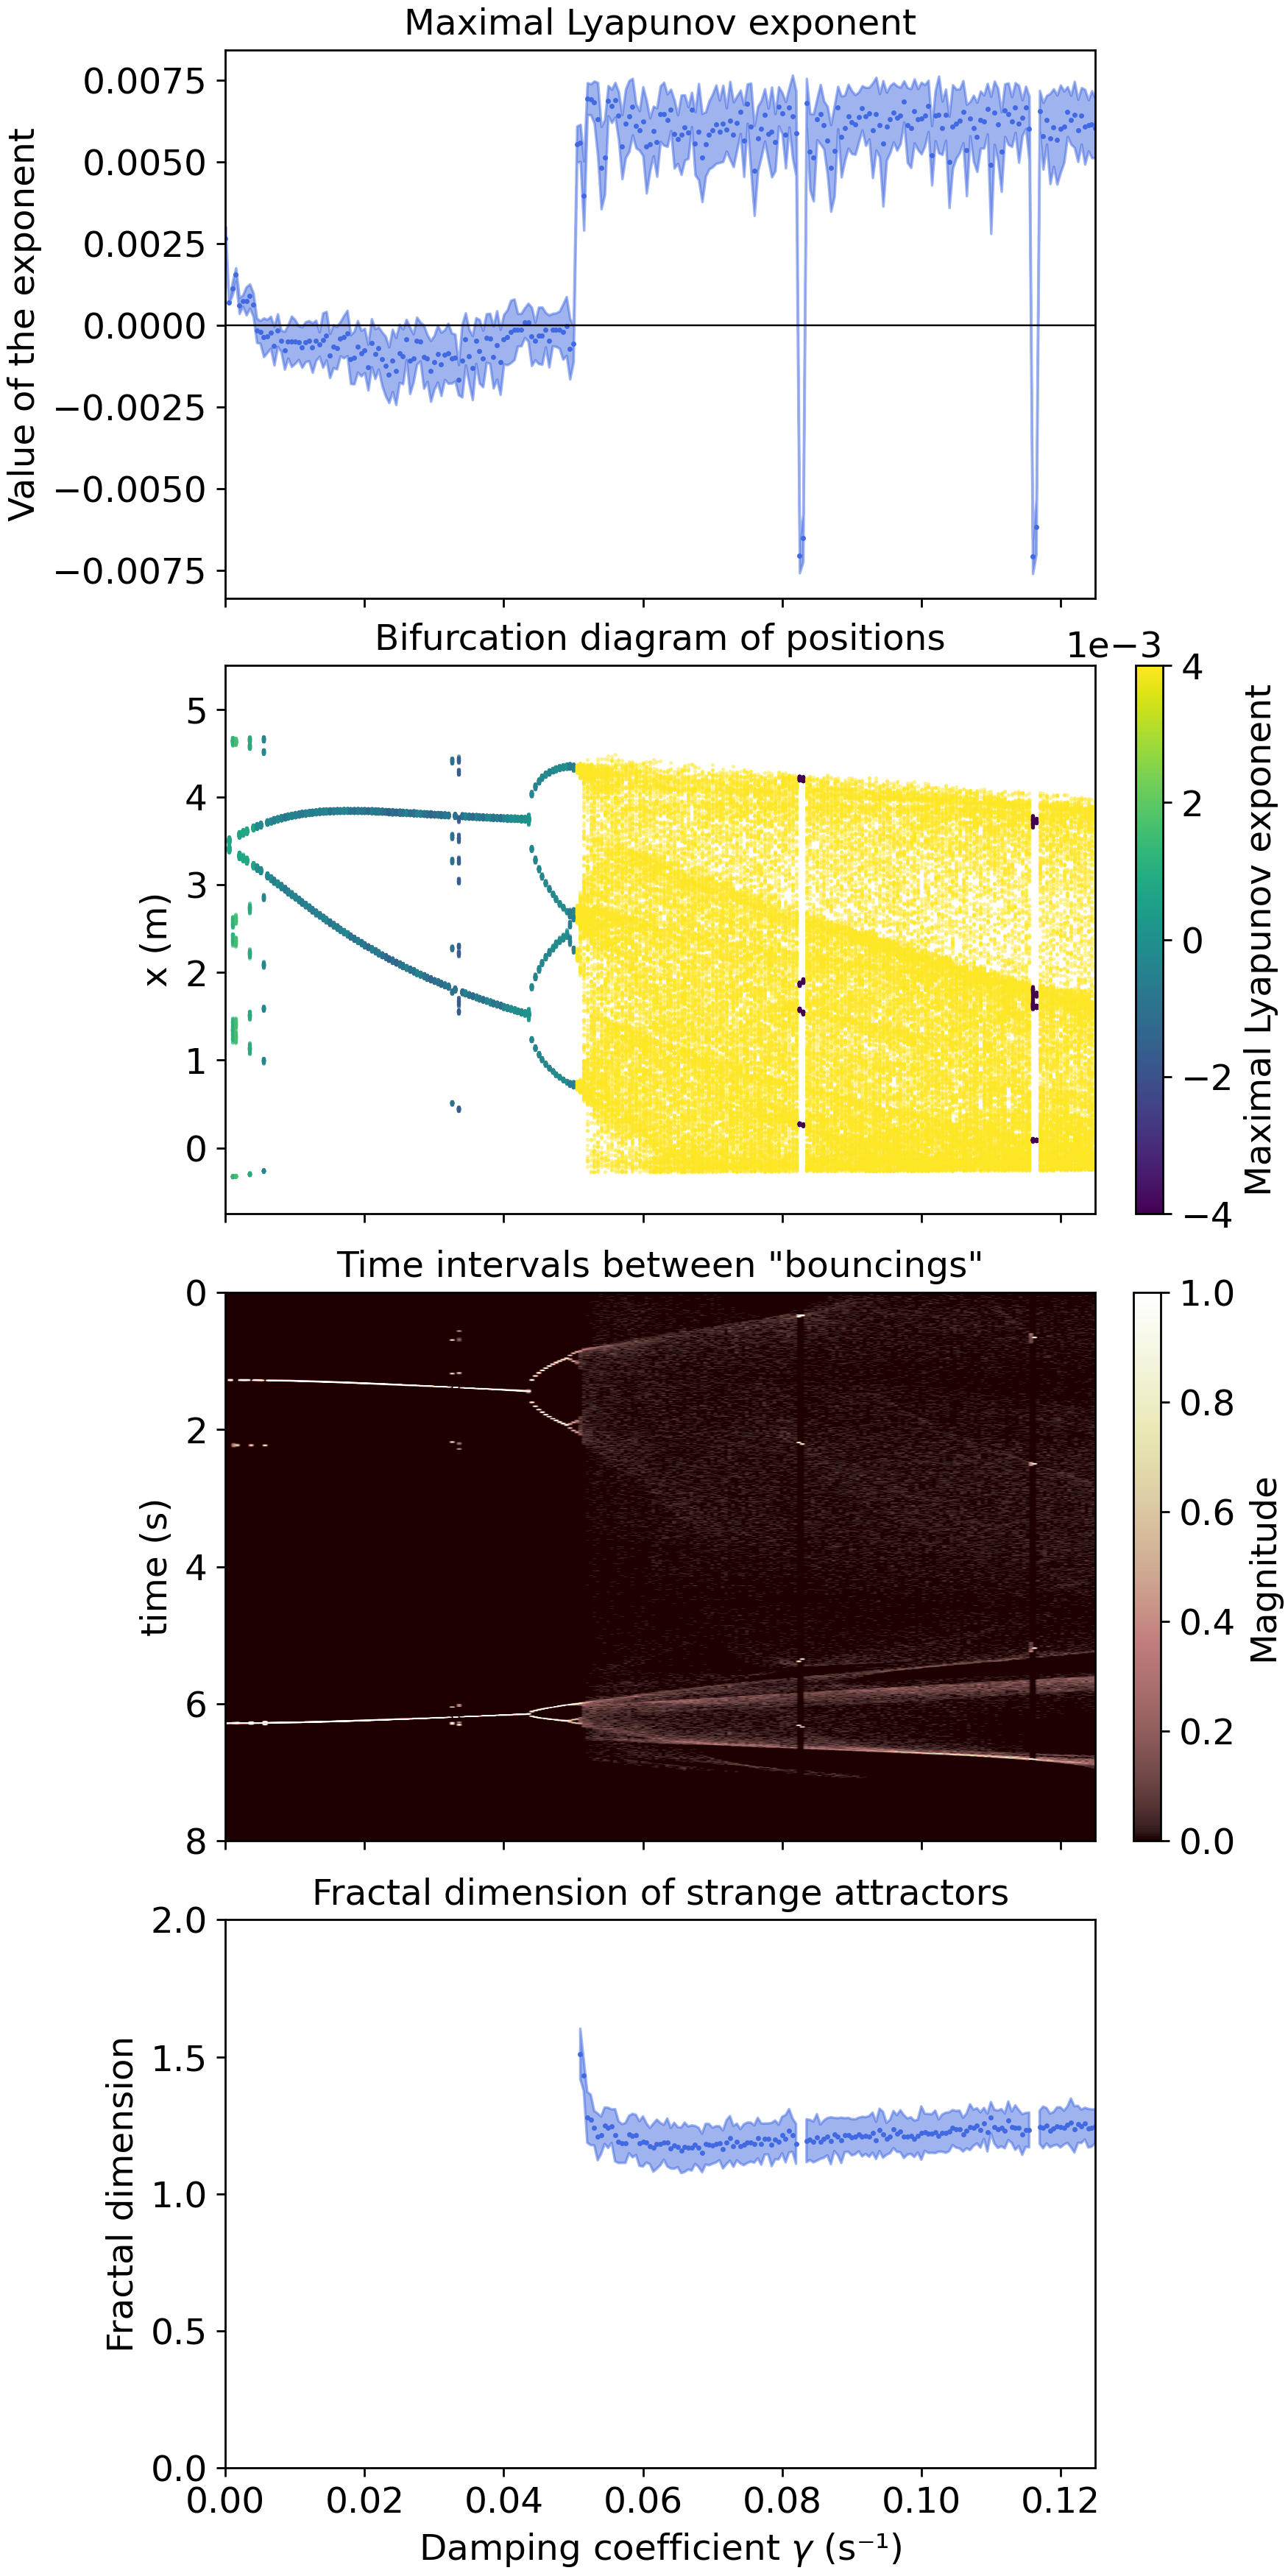 Maximal Lyapunov exponent
0.0075
0.0050
0.0025
0.0000
−0.0025
−0.0050
−0.0075
Value of the exponent
Bifurcation diagram of positions
1e−3
5
4
3
2
1
0
x (m)
4
2
0
−2
−4
Maximal Lyapunov exponent
Time intervals between "bouncings"
0
2
4
6
8
time (s)
1.0
0.8
0.6
0.4
0.2
0.0
Magnitude
Fractal dimension of strange attractors
2.0
1.5
1.0
0.5
0.0
Fractal dimension
0.00 0.02 0.04 0.06 0.08 0.10 0.12
Damping coefficient γ (s⁻¹)